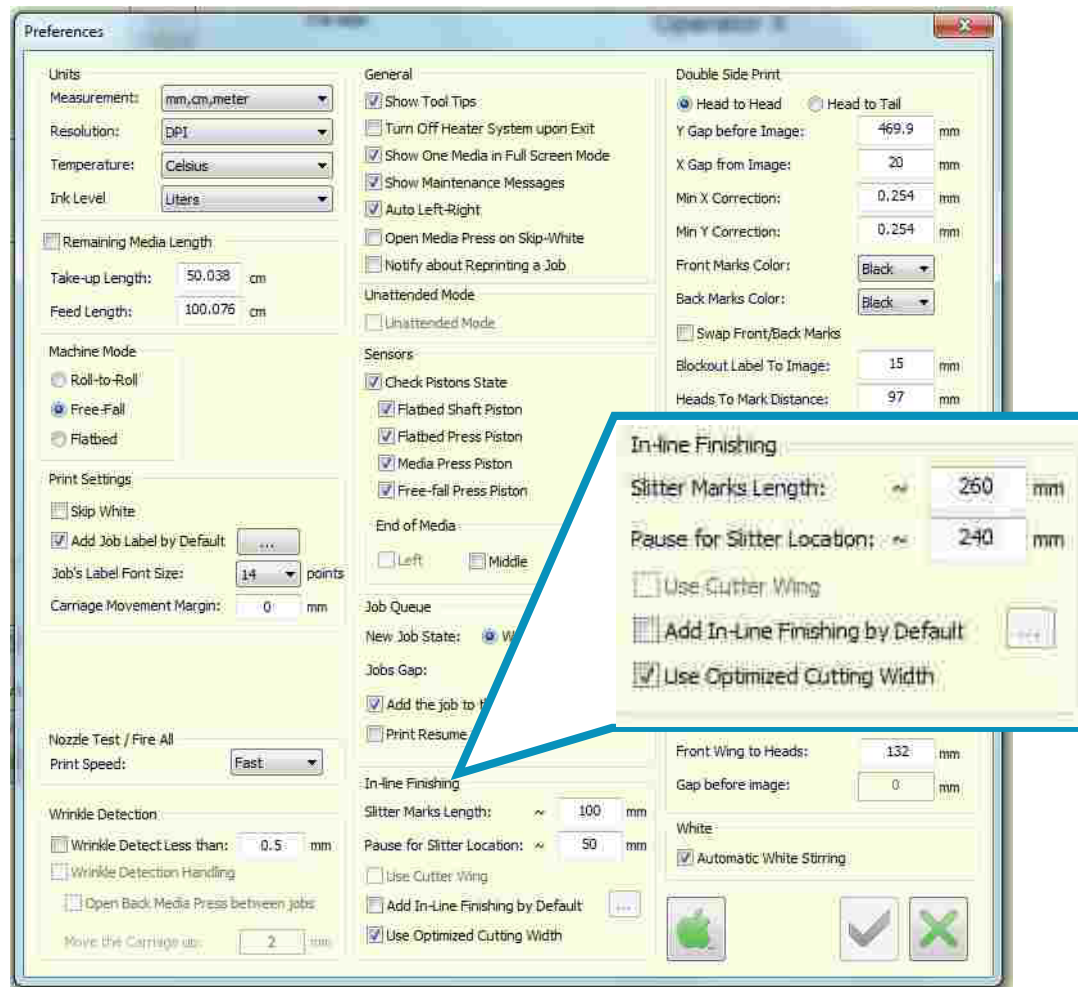 Preferences
Units
Measurement: mm,cm,meter
Resolution: DPI
Temperature: Celsius
Ink Level Liters
Remaining Media Length
Take-up Length: 50.038 cm
Feed Length: 100.076 cm
Machine Mode
Roll-to-Roll
Free-Fall
Flatbed
Print Settings
Skip White
Add Job Label by Default ...
Job's Label Font Size: 14 points
Carriage Movement Margin: 0 mm
Nozzle Test / Fire All
Print Speed: Fast
Wrinkle Detection
Wrinkle Detect Less than: 0.5 mm
Wrinkle Detection Handling
Open Back Media Press between jobs
Move the Carriage up: 2 mm
General
Show Tool Tips
Turn Off Heater System upon Exit
Show One Media in Full Screen Mode
Show Maintenance Messages
Auto Left-Right
Open Media Press on Skip-White
Notify about Reprinting a Job
Unattended Mode
Unattended Mode
Sensors
Check Pistons State
Flatbed Shaft Piston
Flatbed Press Piston
Media Press Piston
Free-fall Press Piston
End of Media
Left Middle
Job Queue
New Job State: W
Jobs Gap:
Add the job to t
Print Resume
In-line Finishing
Slitter Marks Length: ~ 100 mm
Pause for Slitter Location: ~ 50 mm
Use Cutter Wing
Add In-Line Finishing by Default ...
Use Optimized Cutting Width
Double Side Print
Head to Head Head to Tail
Y Gap before Image: 469.9 mm
X Gap from Image: 20 mm
Min X Correction: 0.254 mm
Min Y Correction: 0.254 mm
Front Marks Color: Black
Back Marks Color: Black
Swap Front/Back Marks
Blockout Label To Image: 15 mm
Heads To Mark Distance: 97 mm
In-line Finishing
Slitter Marks Length: ~ 260 mm
Pause for Slitter Location: ~ 240 mm
Use Cutter Wing
Add In-Line Finishing by Default ...
Use Optimized Cutting Width
Front Wing to Heads: 132 mm
Gap before image: 0 mm
White
Automatic White Stirring